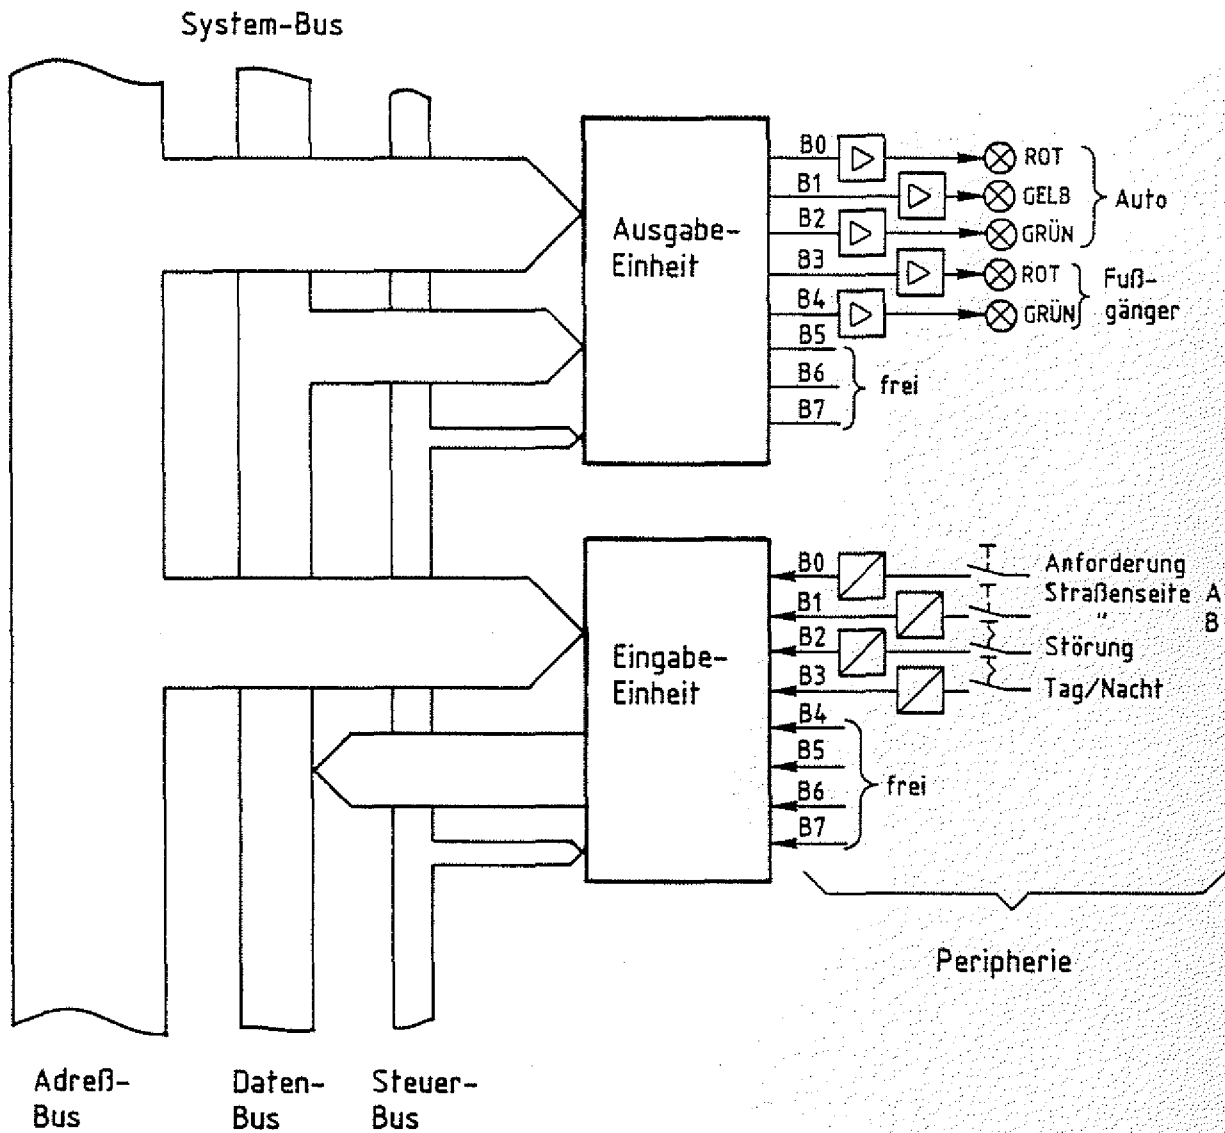 System-Bus
Ausgabe-
Einheit
B0
ROT
B1
GELB
Auto
B2
GRÜN
B3
ROT
Fuß-
gänger
B4
GRÜN
B5
B6
frei
B7
Eingabe-
Einheit
B0
Anforderung
Straßenseite A
B1
" B
B2
Störung
B3
Tag/Nacht
B4
B5
frei
B6
B7
Peripherie
Adreß-
Bus
Daten-
Bus
Steuer-
Bus